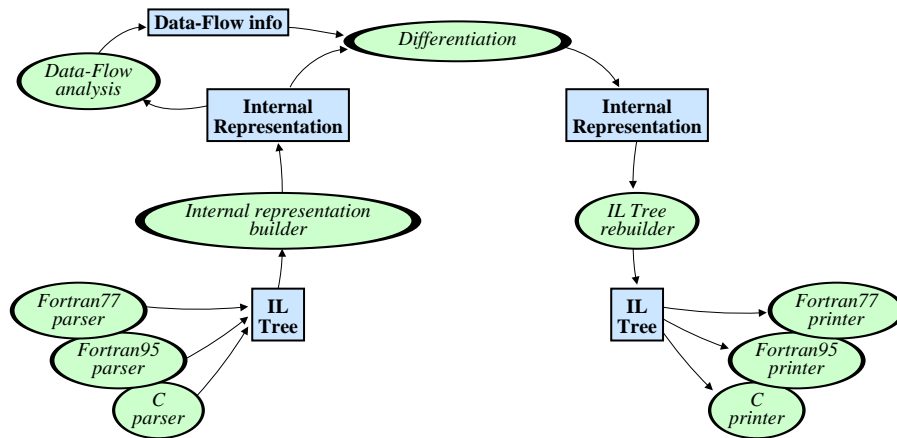 Data-Flow info
Differentiation
Data-Flow
analysis
Internal
Representation
Internal
Representation
Internal representation
builder
IL Tree
rebuilder
Fortran77
parser
IL
Tree
IL
Tree
Fortran77
printer
Fortran95
parser
Fortran95
printer
C
parser
C
printer